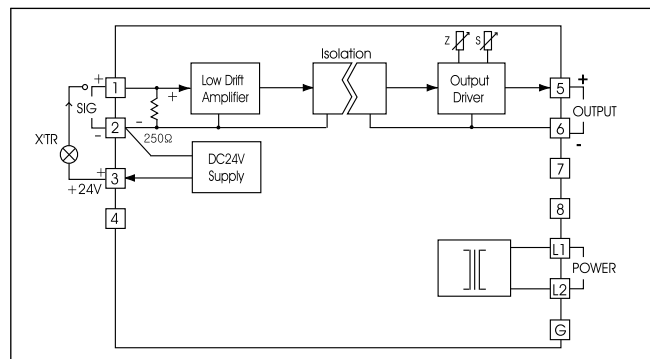 Isolation
Z S
+ 1 Low Drift Amplifier + Output Driver 5 +
SIG
OUTPUT
- 2 - 250Ω 6 -
X'TR
DC24V Supply
+ 3
+24V
7
4
8
L1
POWER
L2
G